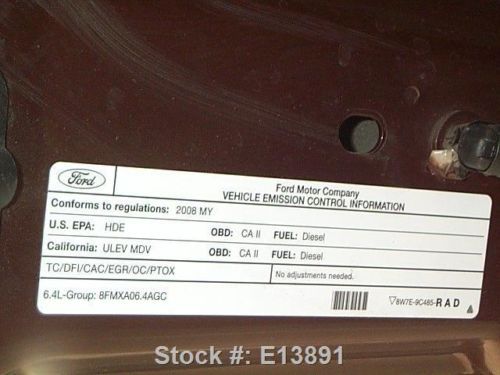 Ford
Ford Motor Company
VEHICLE EMISSION CONTROL INFORMATION
Conforms to regulations: 2008 MY
U.S. EPA: HDE OBD: CA II FUEL: Diesel
California: ULEV MDV OBD: CA II FUEL: Diesel
TC/DFI/CAC/EGR/OC/PTOX No adjustments needed.
6.4L-Group: 8FMXA06.4AGC 8W7E-9C485-RAD
Stock #: E13891